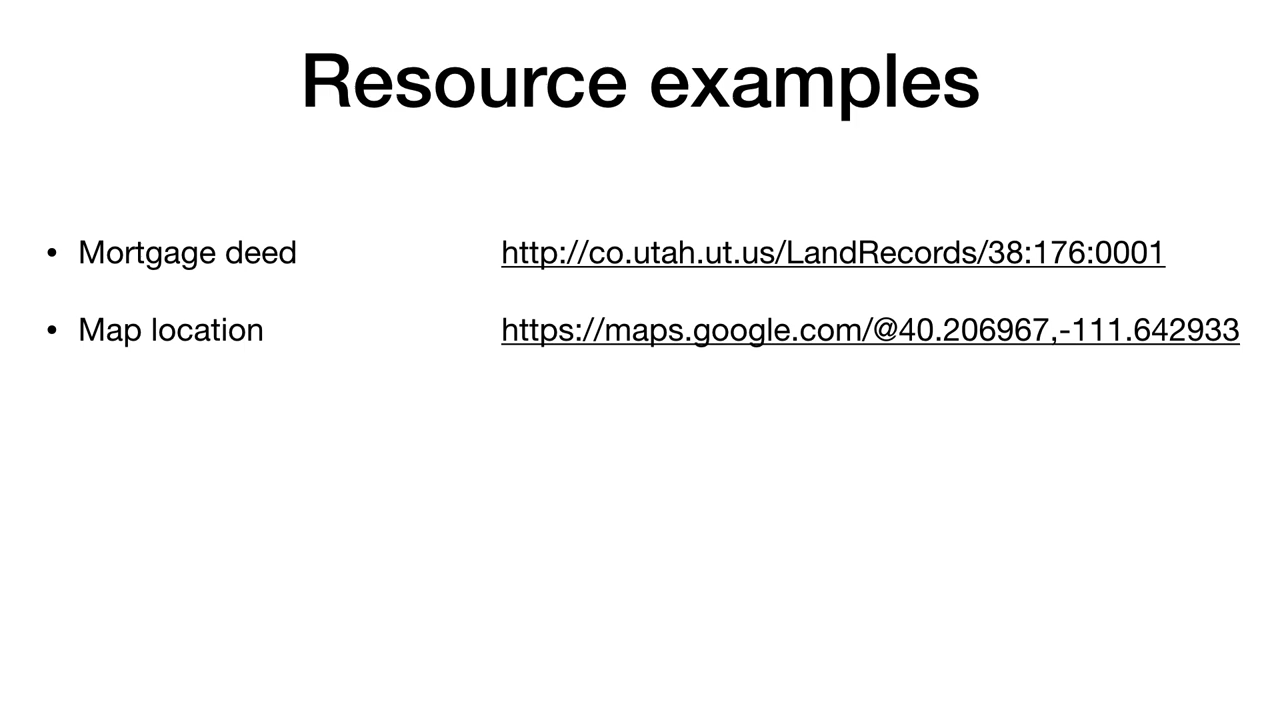 Resource examples
• Mortgage deed http://co.utah.ut.us/LandRecords/38:176:0001
• Map location https://maps.google.com/@40.206967,-111.642933